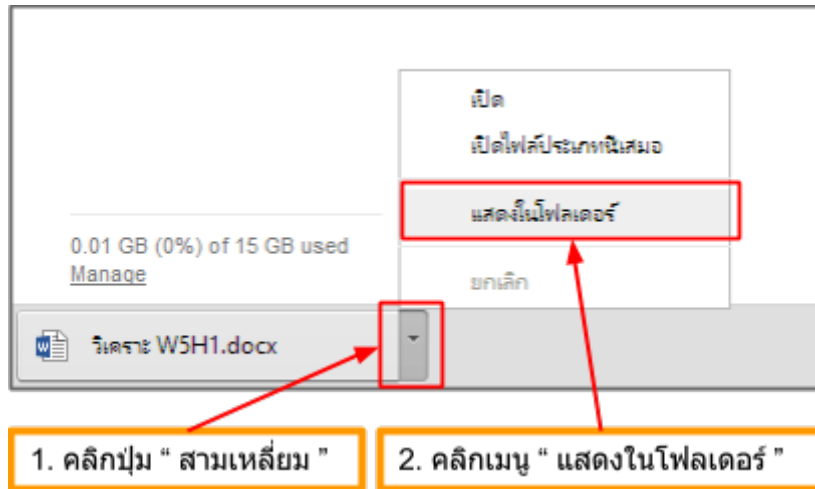 เปิด
เปิดไฟล์ประเภทนี้เสมอ
แสดงในโฟลเดอร์
ยกเลิก
0.01 GB (0%) of 15 GB used
Manage
วิเคราะ W5H1.docx
1. คลิกปุ่ม “ สามเหลี่ยม ”
2. คลิกเมนู “ แสดงในโฟลเดอร์ ”